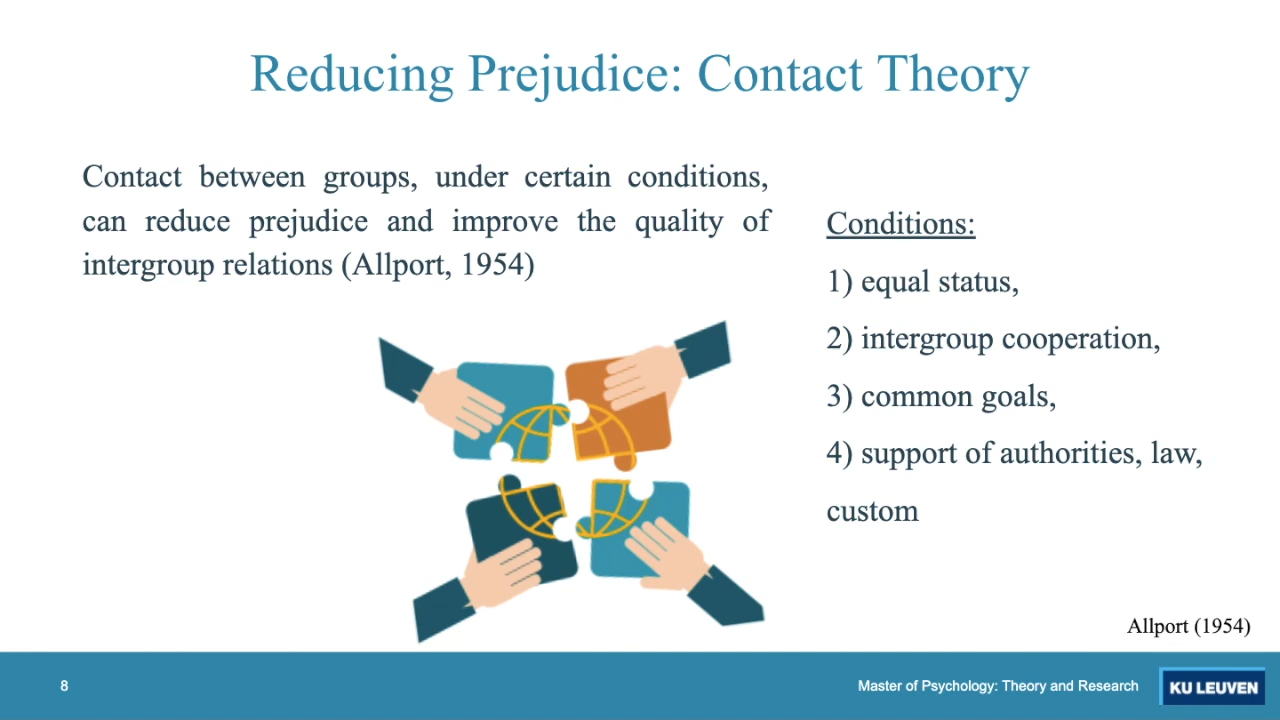 Reducing Prejudice: Contact Theory
Contact between groups, under certain conditions,
can reduce prejudice and improve the quality of
intergroup relations (Allport, 1954)
Conditions:
1) equal status,
2) intergroup cooperation,
3) common goals,
4) support of authorities, law,
custom
Allport (1954)
8
Master of Psychology: Theory and Research
KU LEUVEN